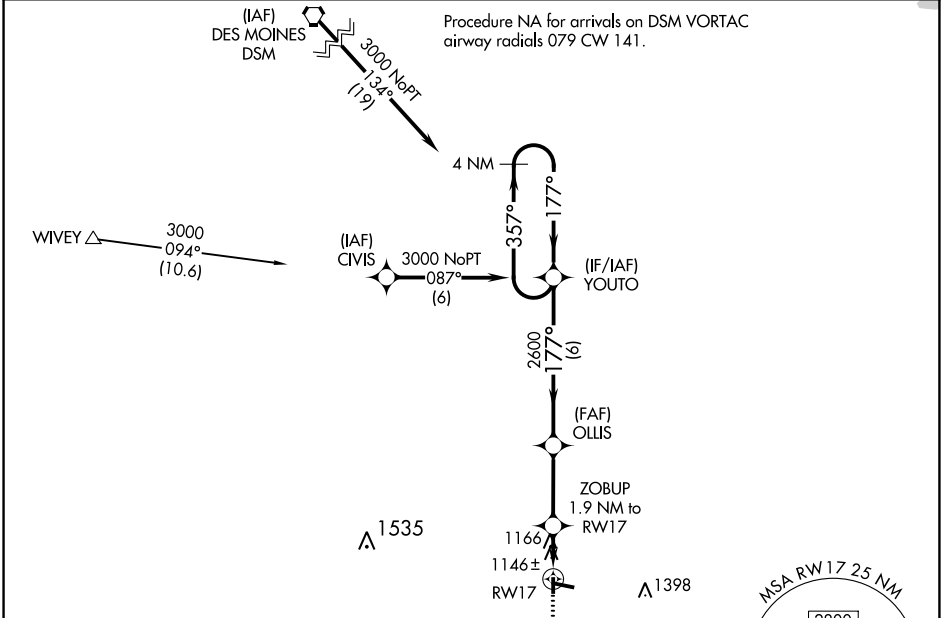 (IAF)
DES MOINES
DSM
Procedure NA for arrivals on DSM VORTAC
airway radials 079 CW 141.
3000 NoPT
134°
(19)
4 NM
357°
177°
WIVEY
3000
094°
(10.6)
(IAF)
CIVIS
3000 NoPT
087°
(6)
(IF/IAF)
YOUTO
2600
177°
(6)
(FAF)
OLLIS
ZOBUP
1.9 NM to
RW17
1535
1166
1146±
RW17
1398
MSA RW17 25 NM